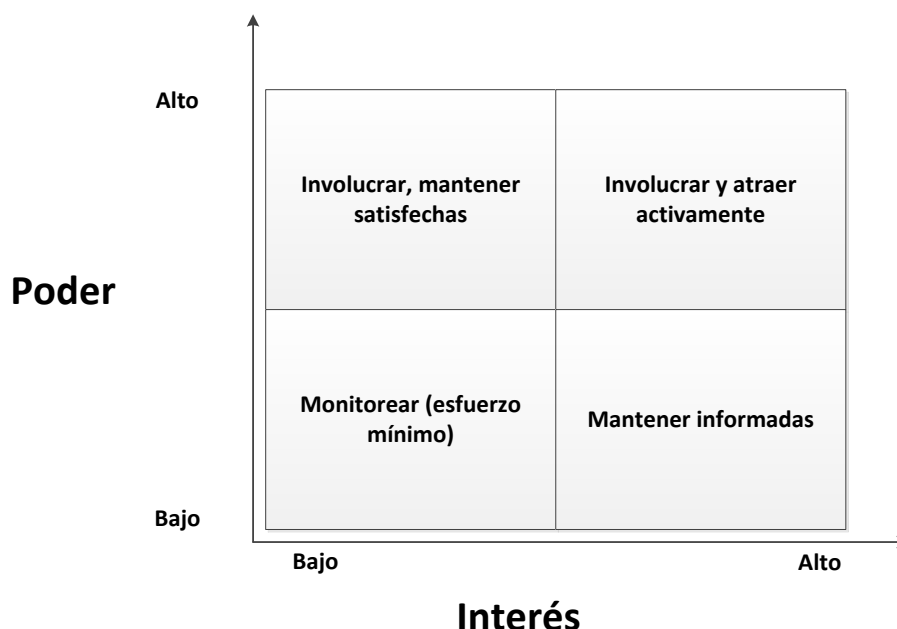 Alto
Involucrar, mantener
satisfechas
Involucrar y atraer
activamente
Poder
Monitorear (esfuerzo
mínimo)
Mantener informadas
Bajo
Bajo
Alto
Interés